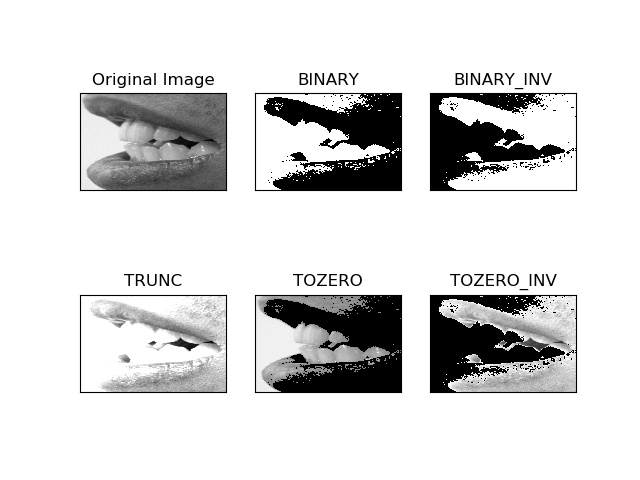 Original Image
BINARY
BINARY_INV
TRUNC
TOZERO
TOZERO_INV